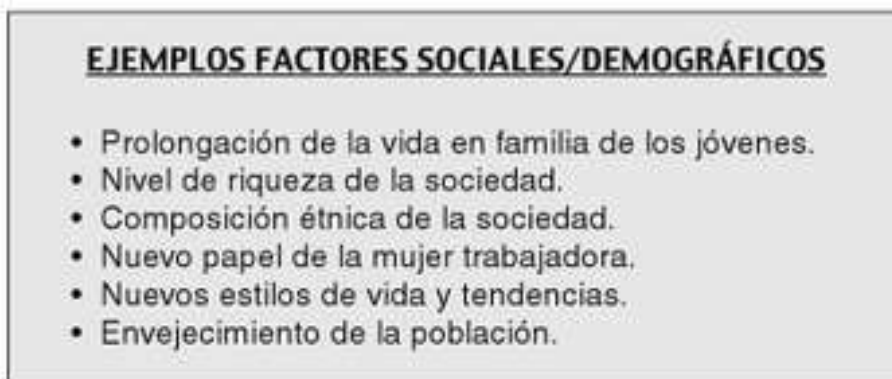 EJEMPLOS FACTORES SOCIALES/DEMOGRÁFICOS
• Prolongación de la vida en familia de los jóvenes.
• Nivel de riqueza de la sociedad.
• Composición étnica de la sociedad.
• Nuevo papel de la mujer trabajadora.
• Nuevos estilos de vida y tendencias.
• Envejecimiento de la población.